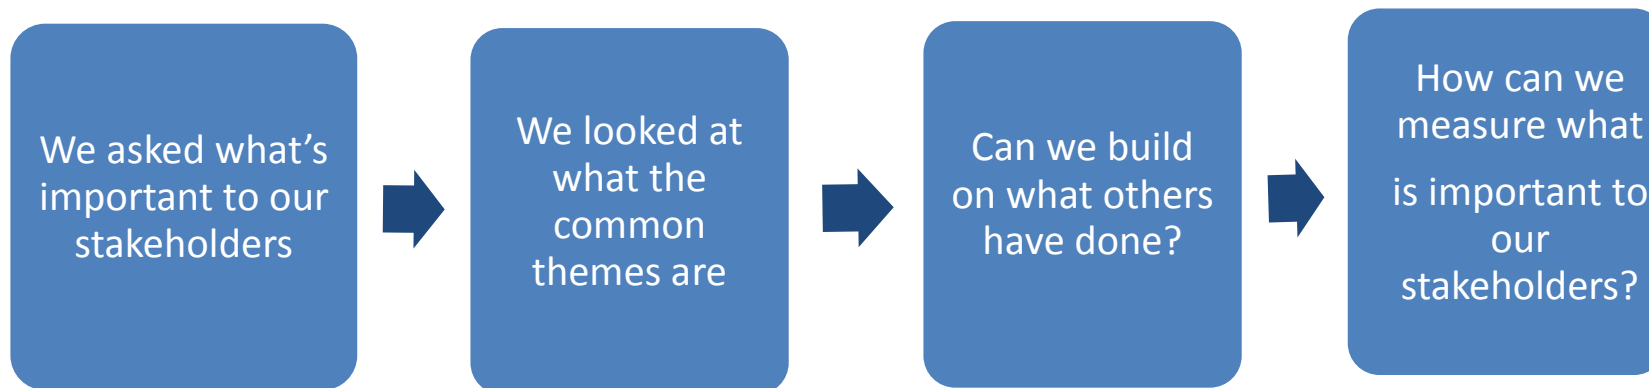 We asked what’s
important to our
stakeholders
We looked at
what the
common
themes are
Can we build
on what others
have done?
How can we
measure what
is important to
our
stakeholders?